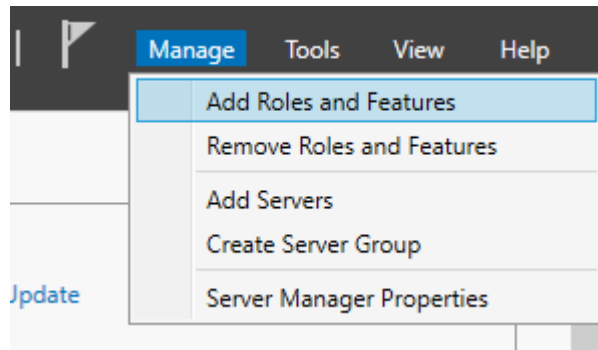 Manage Tools View Help
Add Roles and Features
Remove Roles and Features
Add Servers
Create Server Group
Update
Server Manager Properties